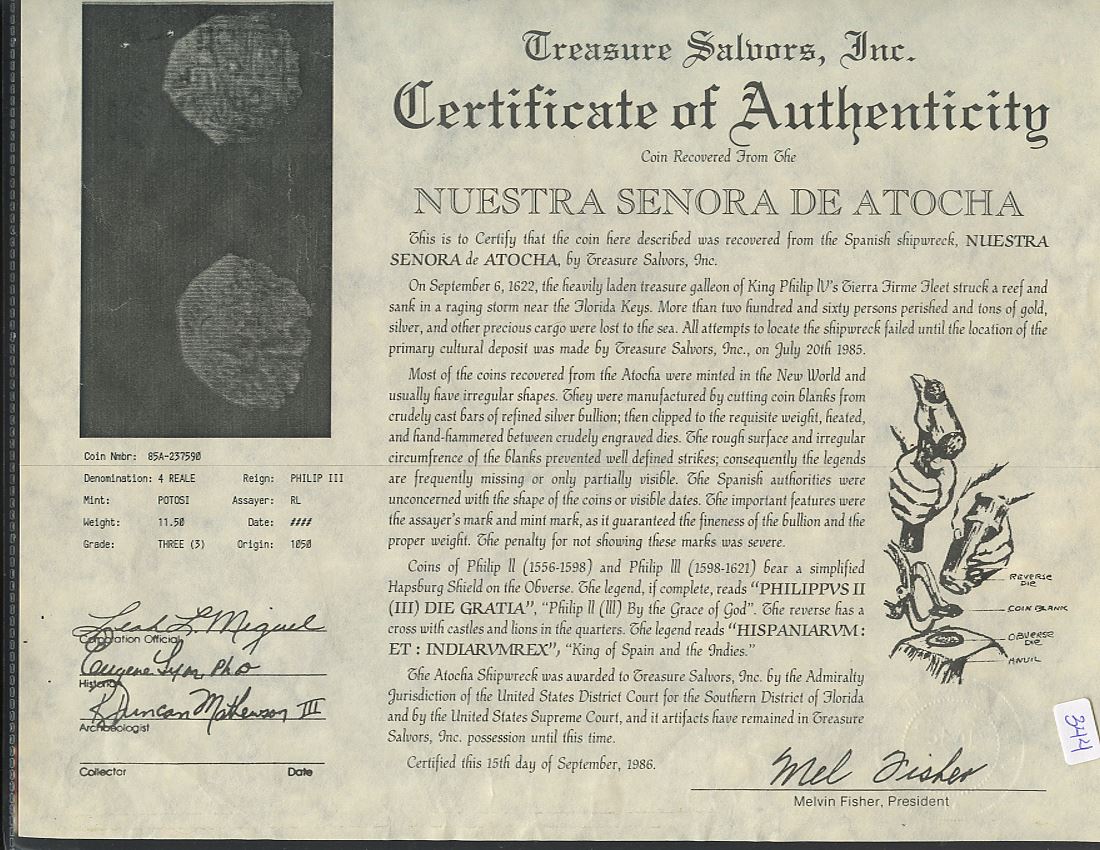 Treasure Salvors, Inc.
Certificate of Authenticity
Coin Recovered From The
NUESTRA SENORA DE ATOCHA
This is to Certify that the coin here described was recovered from the Spanish shipwreck, NUESTRA
SENORA de ATOCHA, by Treasure Salvors, Inc.
On September 6, 1622, the heavily laden treasure galleon of King Philip IV's Tierra Firme Fleet struck a reef and
sank in a raging storm near the Florida Keys. More than two hundred and sixty persons perished and tons of gold,
silver, and other precious cargo were lost to the sea. All attempts to locate the shipwreck failed until the location of the
primary cultural deposit was made by Treasure Salvors, Inc., on July 20th 1985.
Most of the coins recovered from the Atocha were minted in the New World and
usually have irregular shapes. They were manufactured by cutting coin blanks from
crudely cast bars of refined silver bullion; then clipped to the requisite weight, heated,
and hand-hammered between crudely engraved dies. The rough surface and irregular
circumfrence of the blanks prevented well defined strikes; consequently the legends
are frequently missing or only partially visible. The Spanish authorities were
unconcerned with the shape of the coins or visible dates. The important features were
the assayer's mark and mint mark, as it guaranteed the fineness of the bullion and the
proper weight. The penalty for not showing these marks was severe.
Coins of Philip II (1556-1598) and Philip III (1598-1621) bear a simplified
Hapsburg Shield on the Obverse. The legend, if complete, reads "PHILIPPVS II
(III) DIE GRATIA", "Philip II (III) By the Grace of God". The reverse has a
cross with castles and lions in the quarters. The legend reads "HISPANIARVM :
ET : INDIARVMREX", "King of Spain and the Indies."
The Atocha Shipwreck was awarded to Treasure Salvors, Inc. by the Admiralty
Jurisdiction of the United States District Court for the Southern District of Florida
and by the United States Supreme Court, and it artifacts have remained in Treasure
Salvors, Inc. possession until this time.
Certified this 15th day of September, 1986.
Mel Fisher
Melvin Fisher, President
REVERSE
DIE
COIN BLANK
OBVERSE
DIE
ANVIL
344
Coin Nmbr: 85A-237590
Denomination: 4 REALE Reign: PHILIP III
Mint: POTOSI Assayer: RL
Weight: 11.50 Date: ####
Grade: THREE (3) Origin: 1050
Leah L. Miguel
Corporation Official
Eugene Lyon PhD
Historian
R. Duncan Mathewson III
Archaeologist
Collector Date